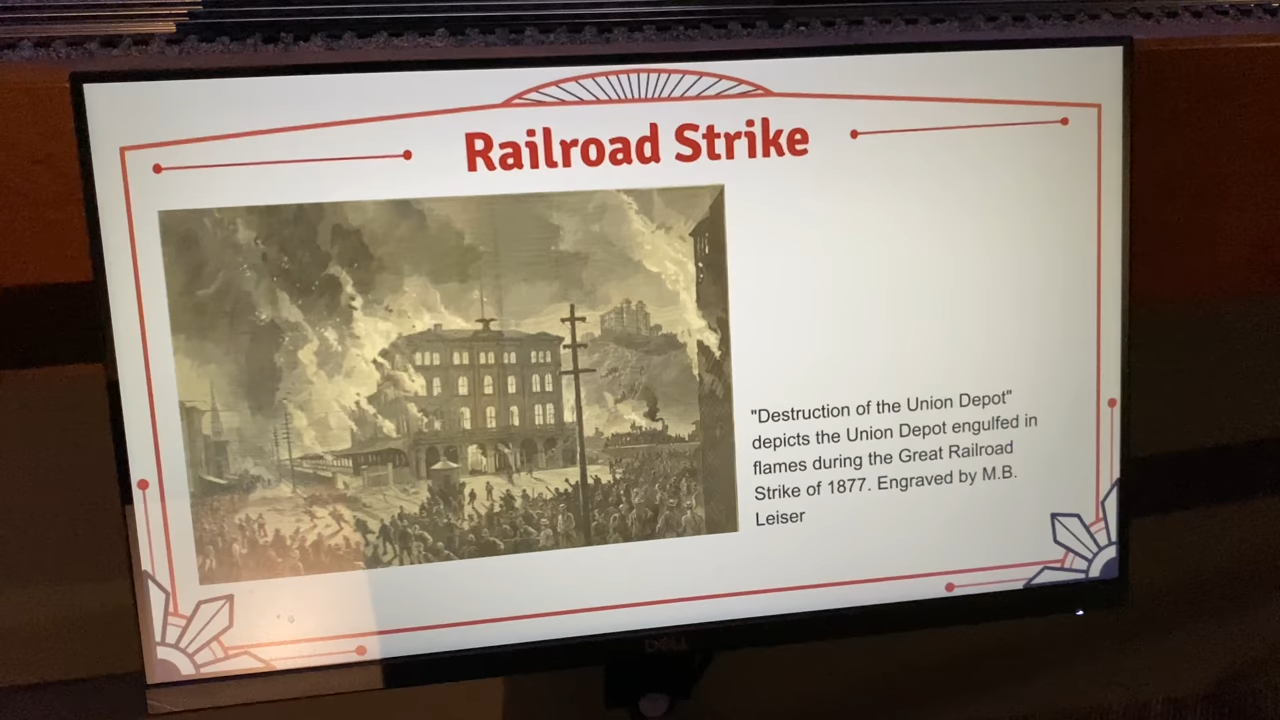 Railroad Strike
"Destruction of the Union Depot"
depicts the Union Depot engulfed in
flames during the Great Railroad
Strike of 1877. Engraved by M.B.
Leiser
DELL